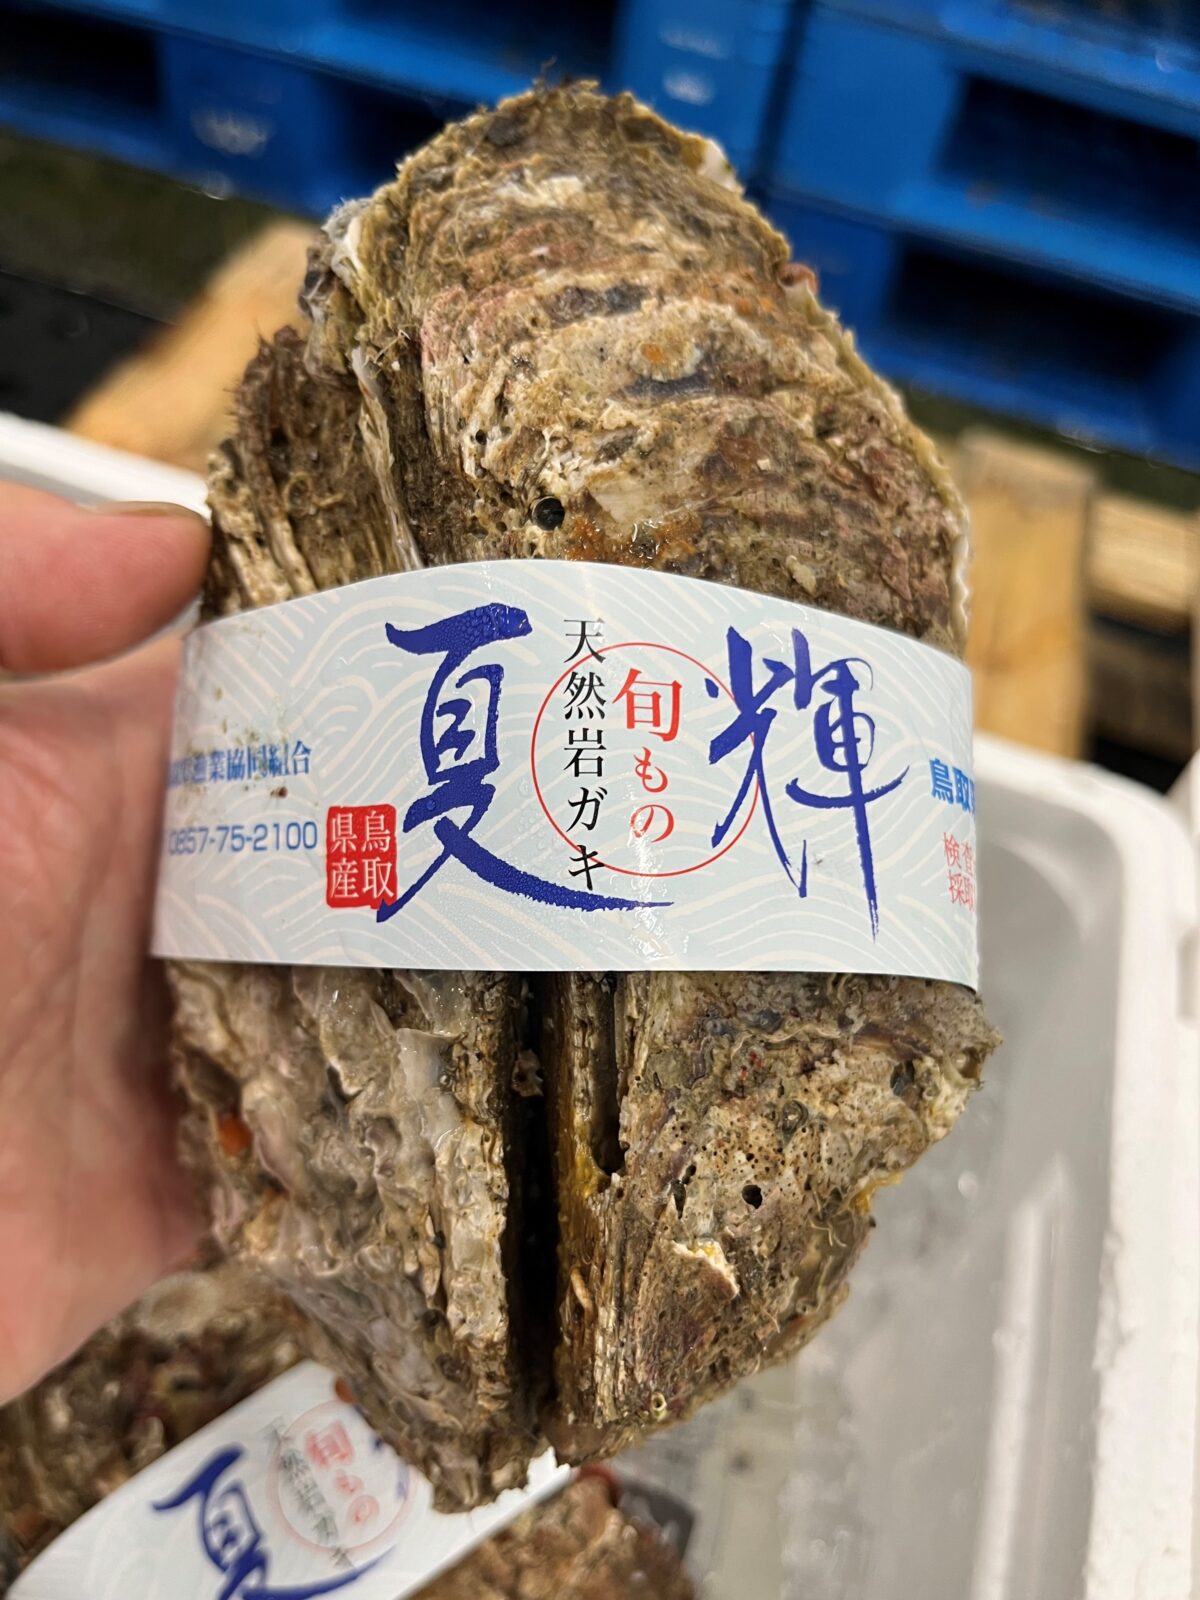 夏輝
旬もの
天然岩ガキ
鳥取
県産
漁業協同組合
0857-75-2100
鳥取
検査
採取
夏
旬もの
天然岩ガキ